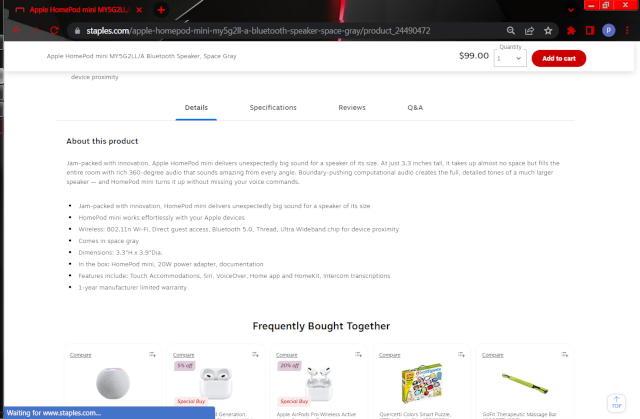 Apple HomePod mini MY5G2LL/A
staples.com/apple-homepod-mini-my5g2ll-a-bluetooth-speaker-space-gray/product_24490472
P
Apple HomePod mini MY5G2LL/A Bluetooth Speaker, Space Gray
$99.00
Quantity
1
Add to cart
device proximity
Details Specifications Reviews Q&A
About this product
Jam-packed with innovation, Apple HomePod mini delivers unexpectedly big sound for a speaker of its size. At just 3.3 inches tall, it takes up almost no space but fills the
entire room with rich 360-degree audio that sounds amazing from every angle. Boundary-pushing computational audio creates the full, detailed tones of a much larger
speaker — and HomePod mini turns it up without missing your voice commands.
Jam-packed with innovation, HomePod mini delivers unexpectedly big sound for a speaker of its size
HomePod mini works effortlessly with your Apple devices
Wireless: 802.11n Wi-Fi, Direct guest access, Bluetooth 5.0, Thread, Ultra Wideband chip for device proximity
Comes in space gray
Dimensions: 3.3"H x 3.9"Dia.
In the box: HomePod mini, 20W power adapter, documentation
Features include: Touch Accommodations, Siri, VoiceOver, Home app and HomeKit, Intercom transcriptions
1-year manufacturer limited warranty
Frequently Bought Together
Compare Compare Compare Compare Compare
5% off 20% off
Special Buy Special Buy
Generation, Apple AirPods Pro Wireless Active Quercetti Colors Smart Puzzle, GoFit Therapeutic Massage Bar
TOP
Waiting for www.staples.com...